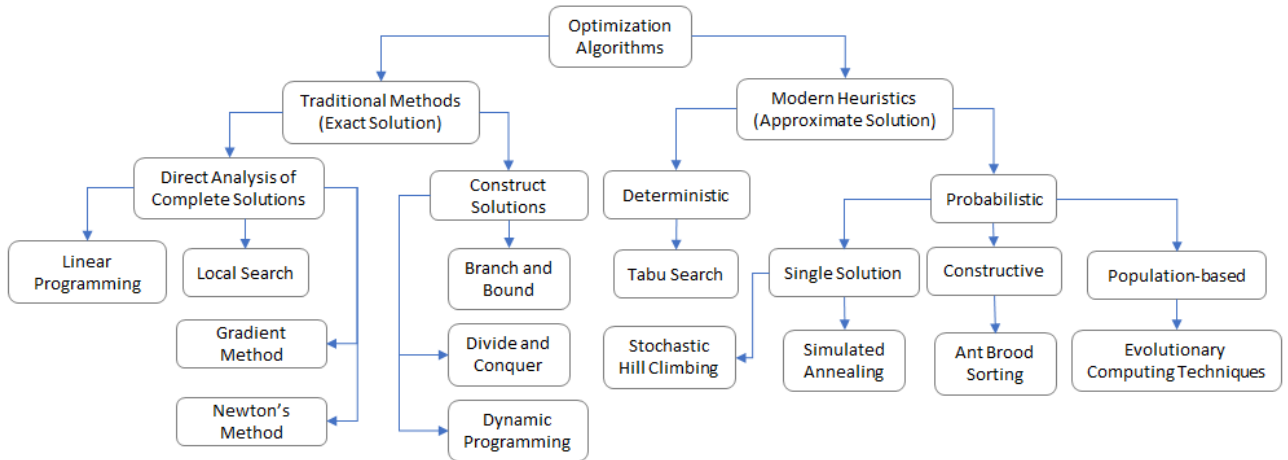 Optimization
Algorithms
Traditional Methods
(Exact Solution)
Modern Heuristics
(Approximate Solution)
Direct Analysis of
Complete Solutions
Construct
Solutions
Deterministic
Probabilistic
Linear
Programming
Local Search
Branch and
Bound
Tabu Search
Single Solution
Constructive
Population-based
Gradient
Method
Divide and
Conquer
Stochastic
Hill Climbing
Simulated
Annealing
Ant Brood
Sorting
Evolutionary
Computing Techniques
Newton's
Method
Dynamic
Programming